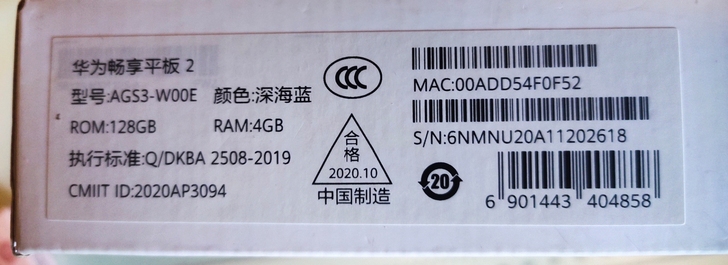 华为畅享平板 2
型号:AGS3-W00E 颜色:深海蓝
ROM:128GB RAM:4GB
执行标准:Q/DKBA 2508-2019
CMIIT ID:2020AP3094
CCC
合格
2020.10
中国制造
MAC:00ADD54F0F52
S/N:6NMNU20A11202618
20
6 901443 404858